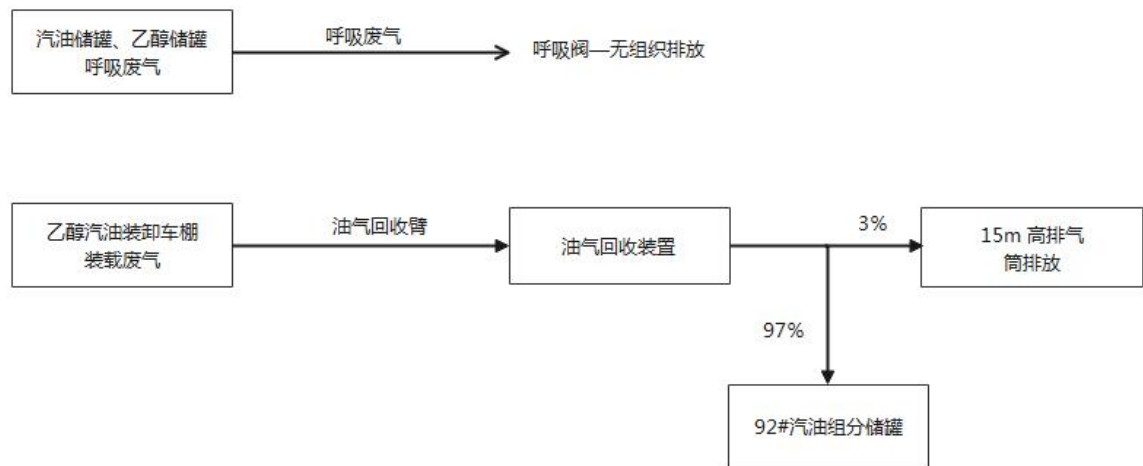 汽油储罐、乙醇储罐
呼吸废气
呼吸废气
呼吸阀—无组织排放
乙醇汽油装卸车棚
装载废气
油气回收臂
油气回收装置
3%
15m 高排气
筒排放
97%
92#汽油组分储罐